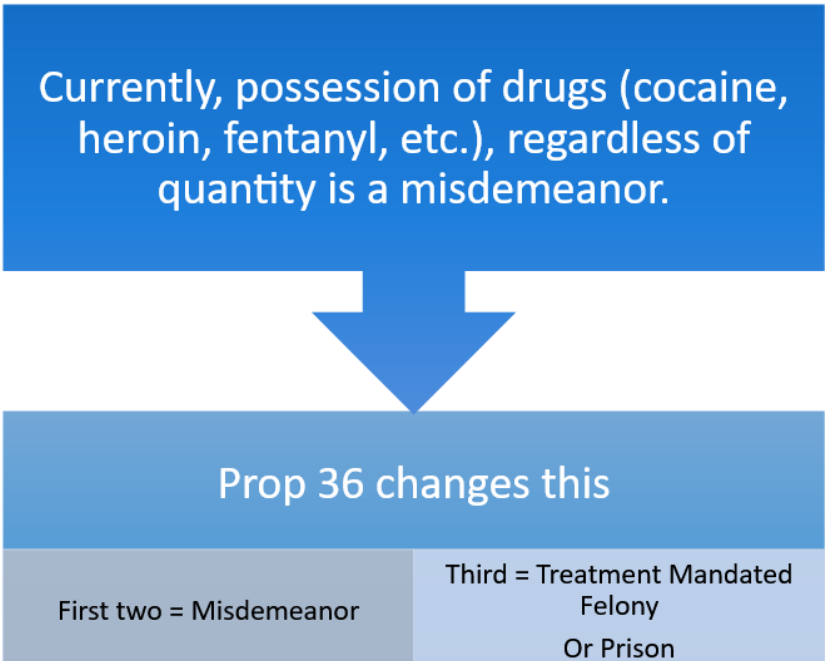 Currently, possession of drugs (cocaine,
heroin, fentanyl, etc.), regardless of
quantity is a misdemeanor.
Prop 36 changes this
First two = Misdemeanor
Third = Treatment Mandated
Felony
Or Prison